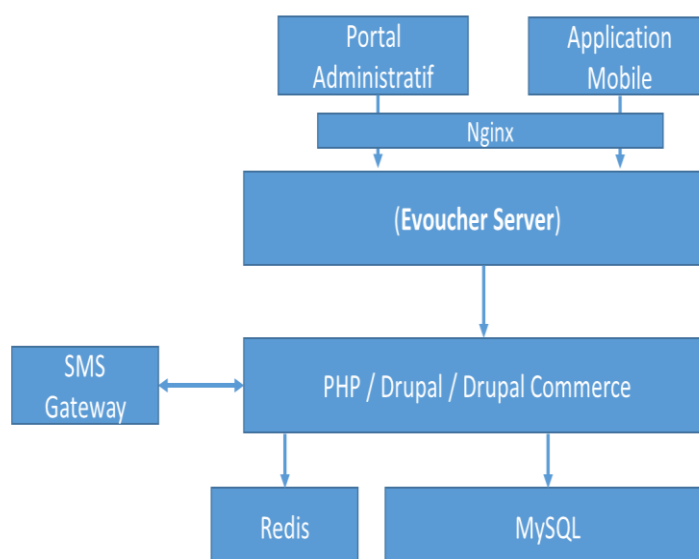 Portal
Administratif
Application
Mobile
Nginx
(Evoucher Server)
SMS
Gateway
PHP / Drupal / Drupal Commerce
Redis
MySQL